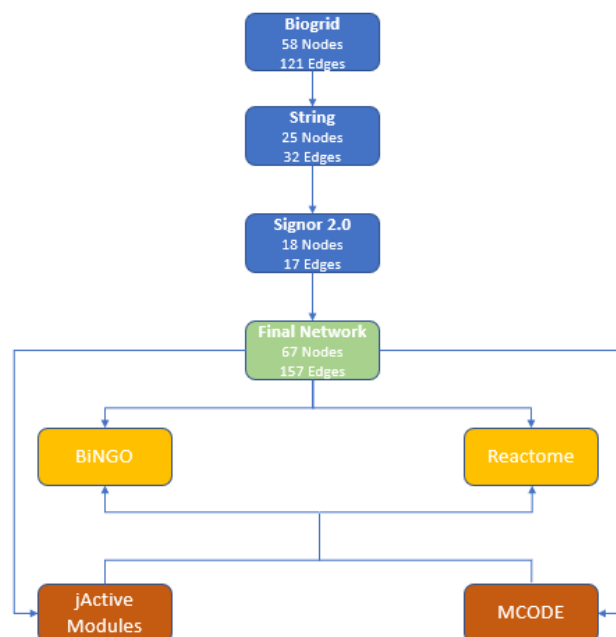 Biogrid
58 Nodes
121 Edges
String
25 Nodes
32 Edges
Signor 2.0
18 Nodes
17 Edges
Final Network
67 Nodes
157 Edges
BiNGO
Reactome
jActive
Modules
MCODE